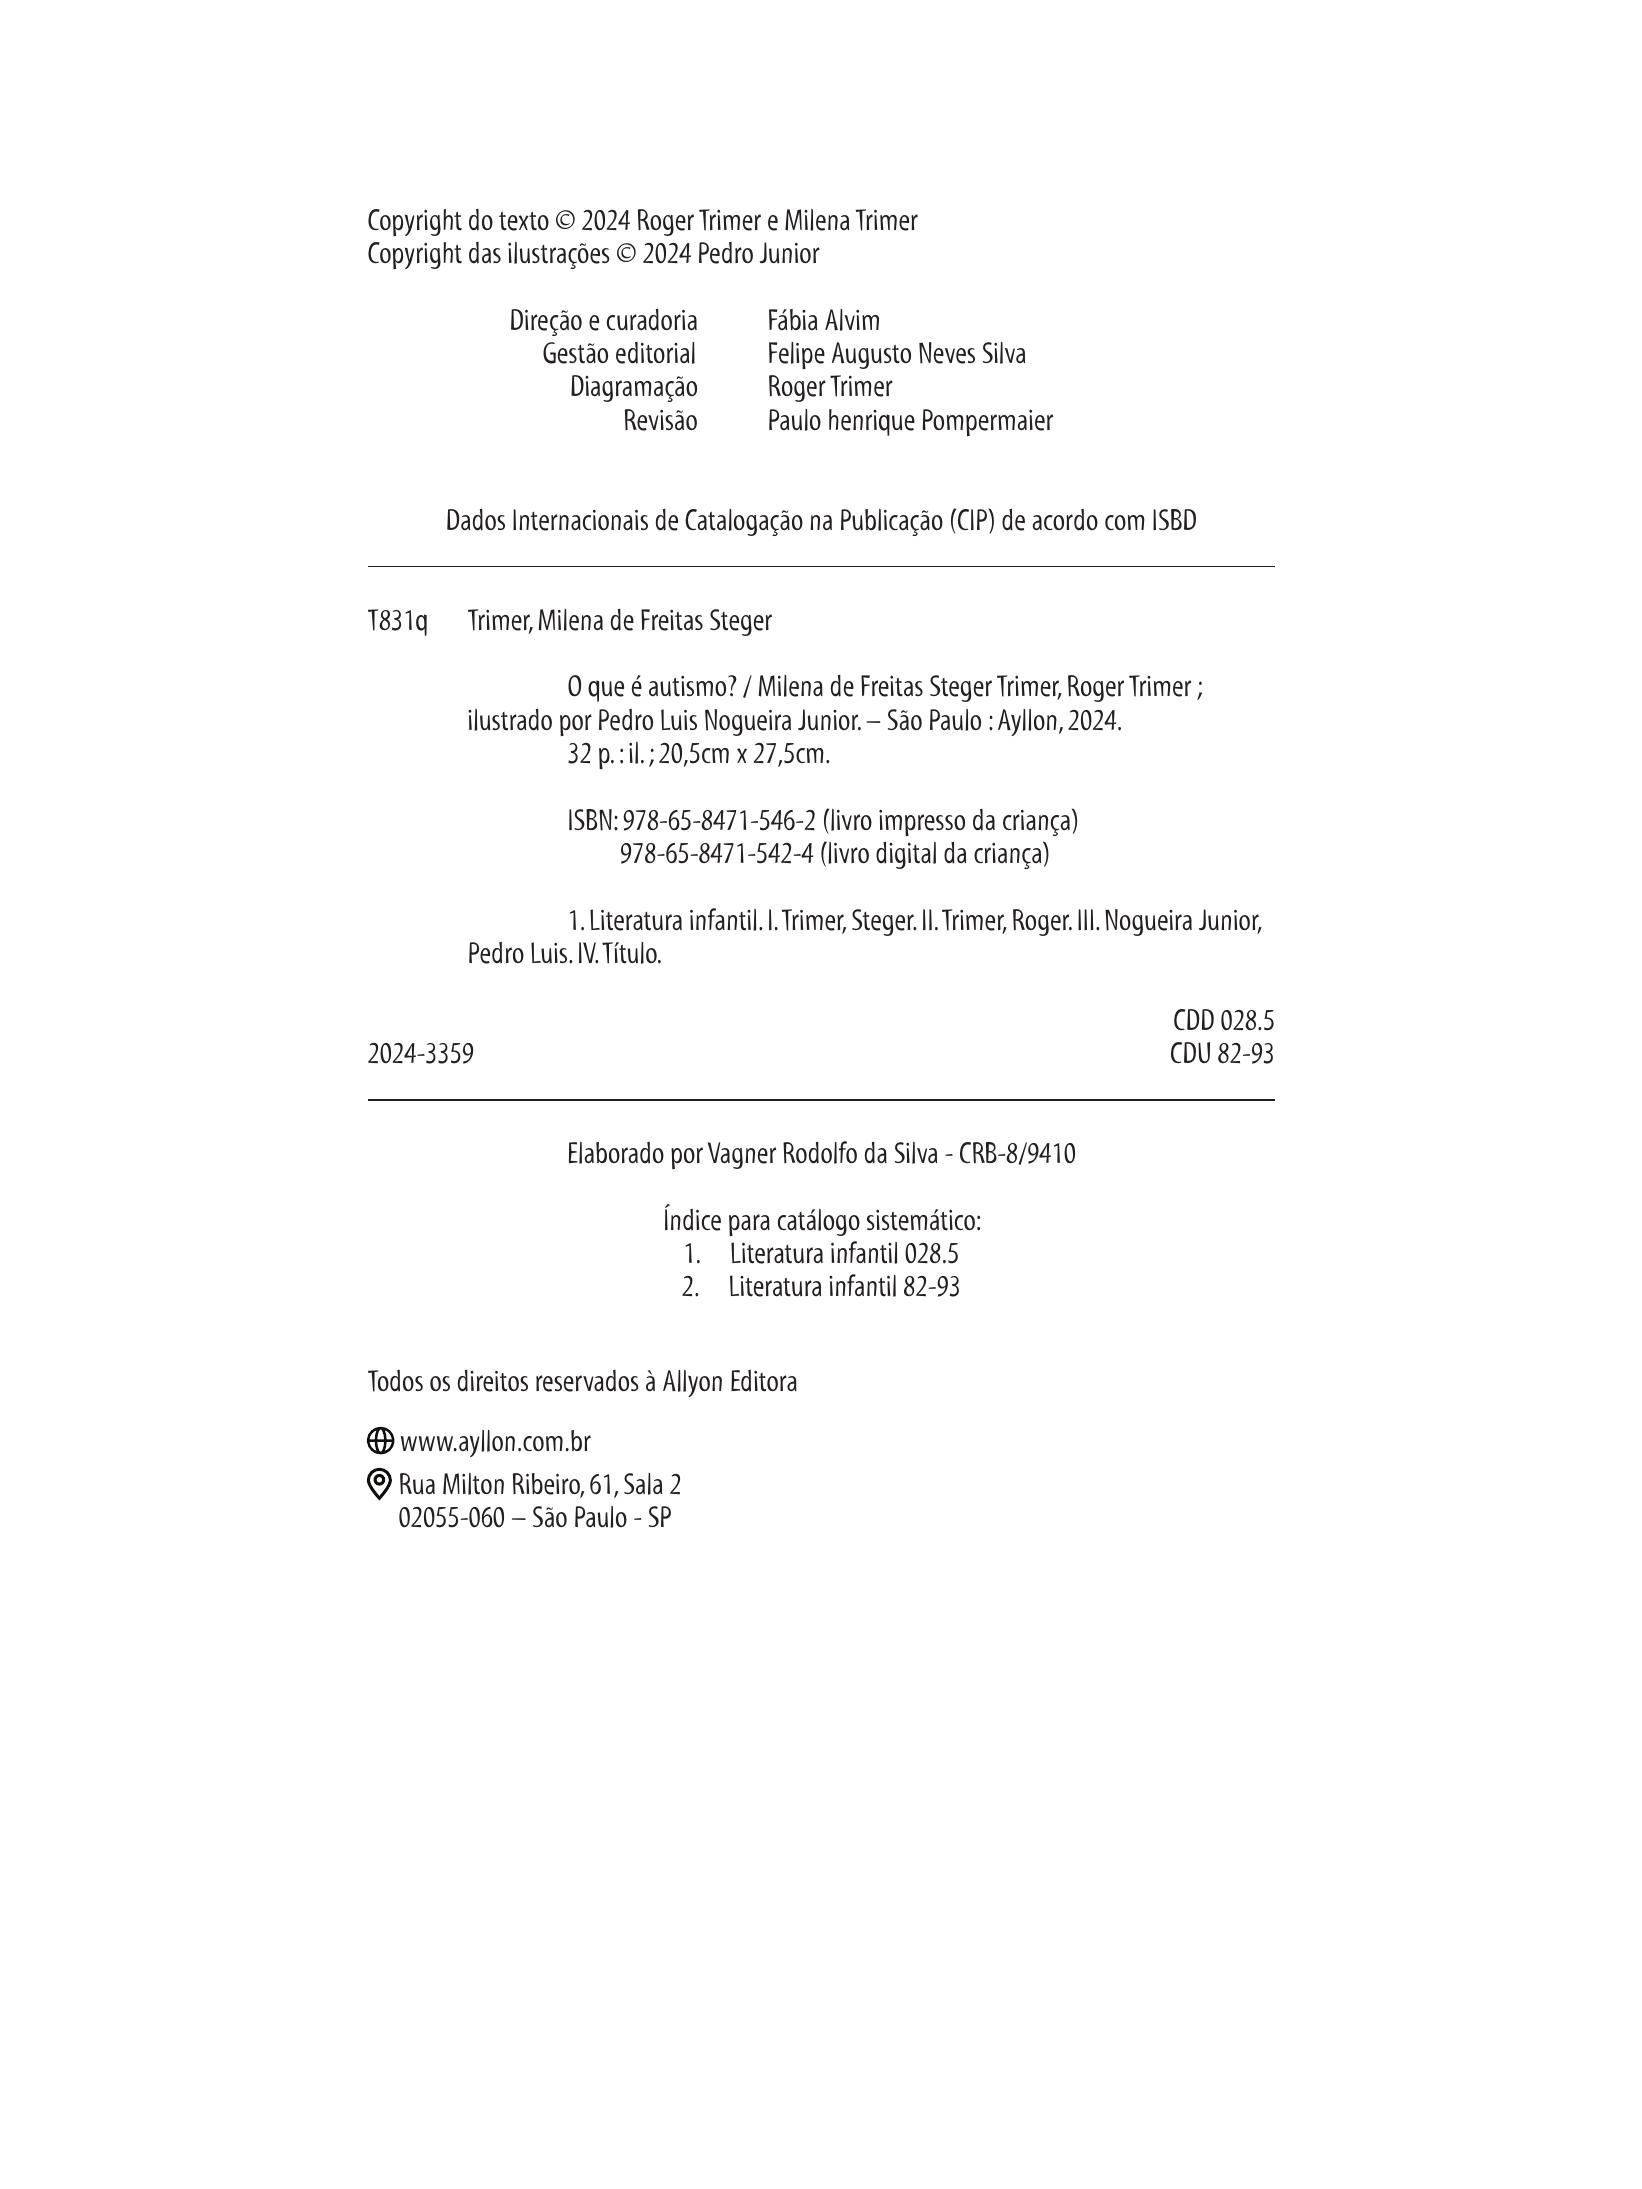 Copyright do texto © 2024 Roger Trimer e Milena Trimer
Copyright das ilustrações © 2024 Pedro Junior
Direção e curadoria Fábia Alvim
Gestão editorial Felipe Augusto Neves Silva
Diagramação Roger Trimer
Revisão Paulo henrique Pompermaier
Dados Internacionais de Catalogação na Publicação (CIP) de acordo com ISBD
T831q Trimer, Milena de Freitas Steger
O que é autismo? / Milena de Freitas Steger Trimer, Roger Trimer ;
ilustrado por Pedro Luis Nogueira Junior. – São Paulo : Ayllon, 2024.
32 p. : il. ; 20,5cm x 27,5cm.
ISBN: 978-65-8471-546-2 (livro impresso da criança)
978-65-8471-542-4 (livro digital da criança)
1. Literatura infantil. I. Trimer, Steger. II. Trimer, Roger. III. Nogueira Junior,
Pedro Luis. IV. Título.
CDD 028.5
2024-3359 CDU 82-93
Elaborado por Vagner Rodolfo da Silva - CRB-8/9410
Índice para catálogo sistemático:
1. Literatura infantil 028.5
2. Literatura infantil 82-93
Todos os direitos reservados à Allyon Editora
www.ayllon.com.br
Rua Milton Ribeiro, 61, Sala 2
02055-060 – São Paulo - SP